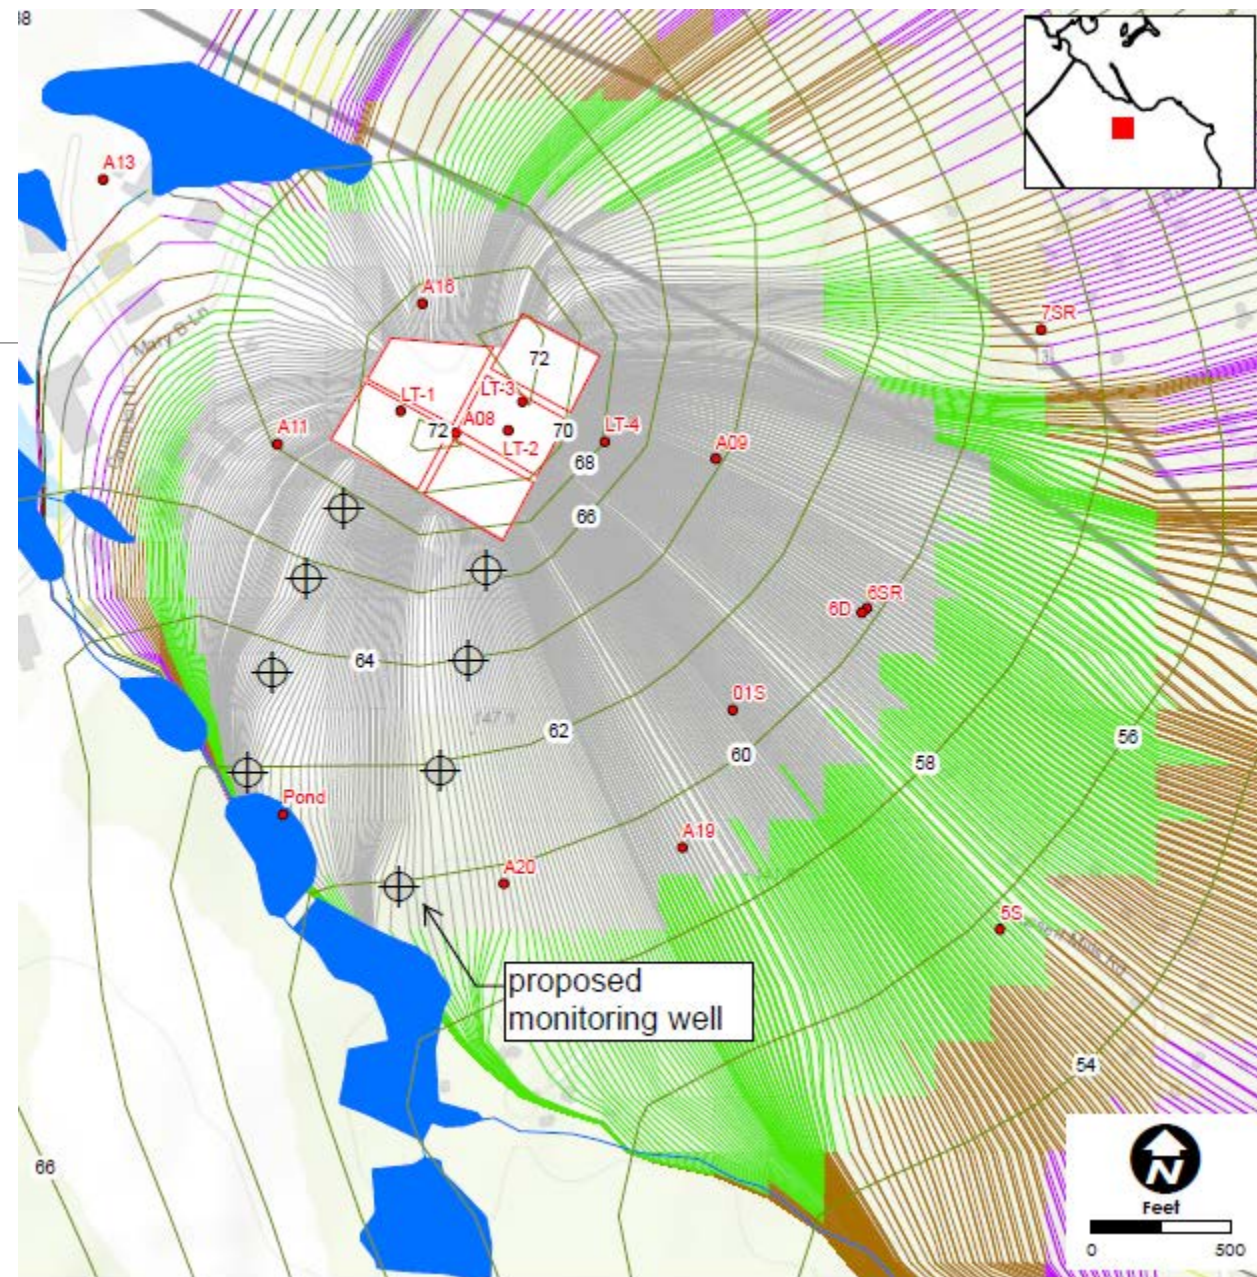 A13
A16
7SR
72
Mary B Ln
LT-3
LT-1
A08
72
70
LT-4
A11
LT-2
A09
68
66
6SR
6D
64
01S
62
60
56
58
Pond
A19
A20
5S
proposed
monitoring well
54
66
N
Feet
0
500